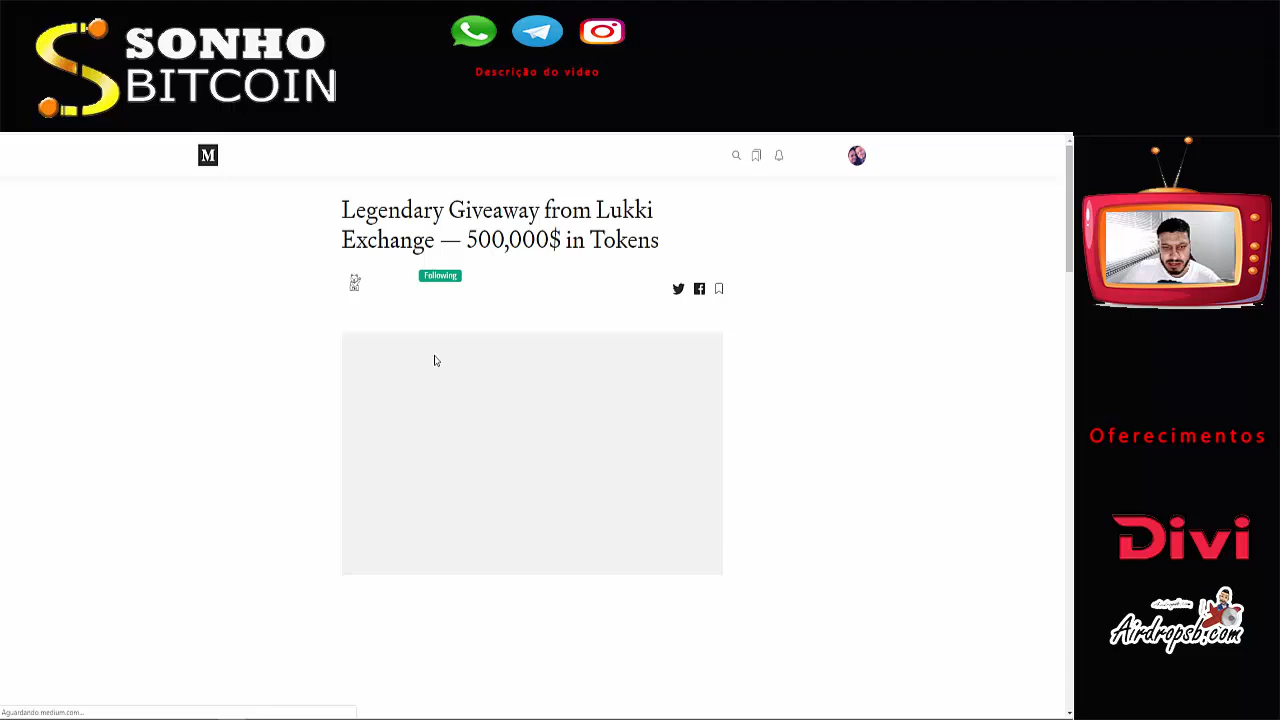 SONHO
BITCOIN
Descrição do vídeo
M
Legendary Giveaway from Lukki
Exchange — 500,000$ in Tokens
Following
Oferecimentos
Divi
Airdropsb.com
Aguardando medium.com...